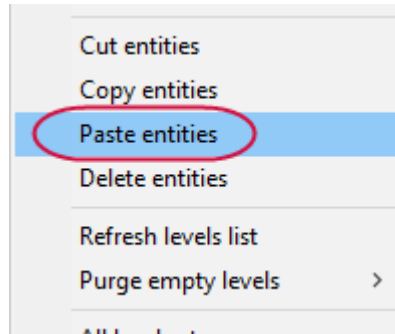 Cut entities
Copy entities
Paste entities
Delete entities
Refresh levels list
Purge empty levels